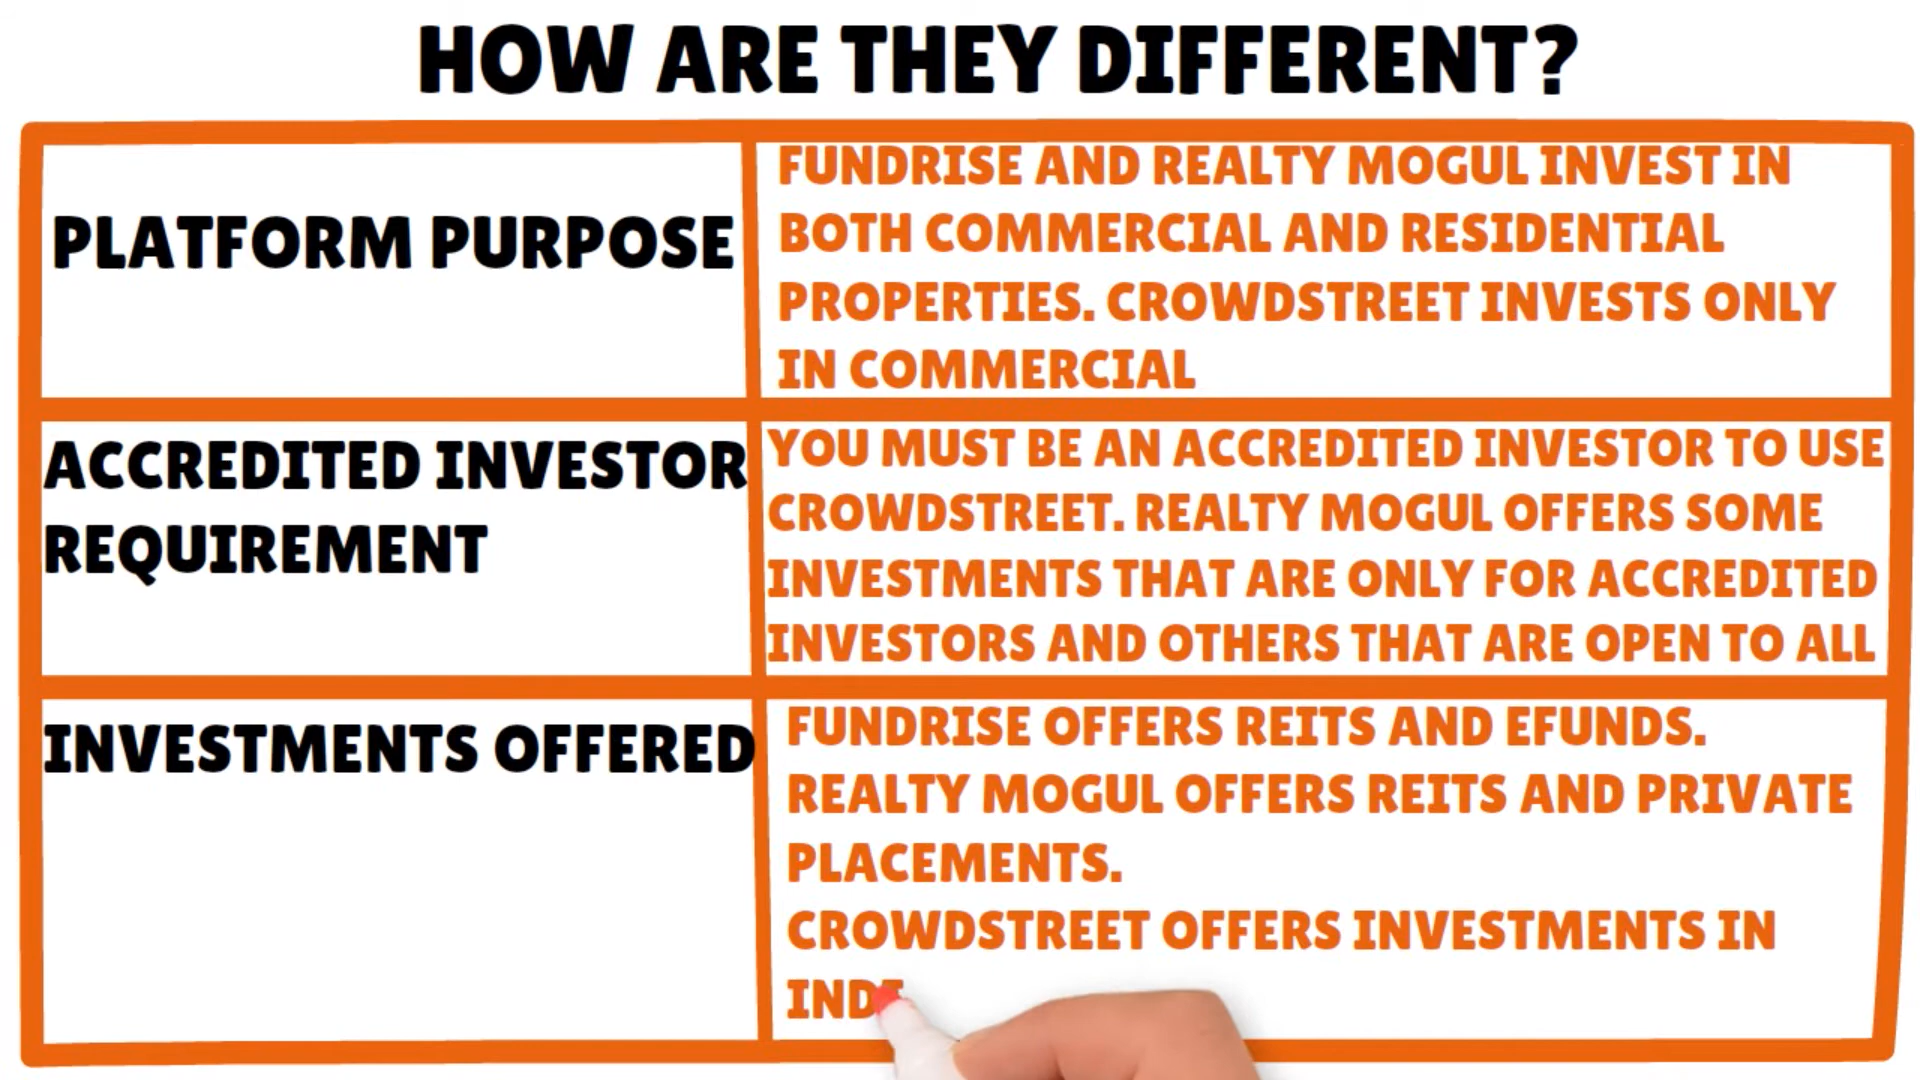 HOW ARE THEY DIFFERENT?
PLATFORM PURPOSE
FUNDRISE AND REALTY MOGUL INVEST IN
BOTH COMMERCIAL AND RESIDENTIAL
PROPERTIES. CROWDSTREET INVESTS ONLY
IN COMMERCIAL
ACCREDITED INVESTOR
REQUIREMENT
YOU MUST BE AN ACCREDITED INVESTOR TO USE
CROWDSTREET. REALTY MOGUL OFFERS SOME
INVESTMENTS THAT ARE ONLY FOR ACCREDITED
INVESTORS AND OTHERS THAT ARE OPEN TO ALL
INVESTMENTS OFFERED
FUNDRISE OFFERS REITS AND EFUNDS.
REALTY MOGUL OFFERS REITS AND PRIVATE
PLACEMENTS.
CROWDSTREET OFFERS INVESTMENTS IN